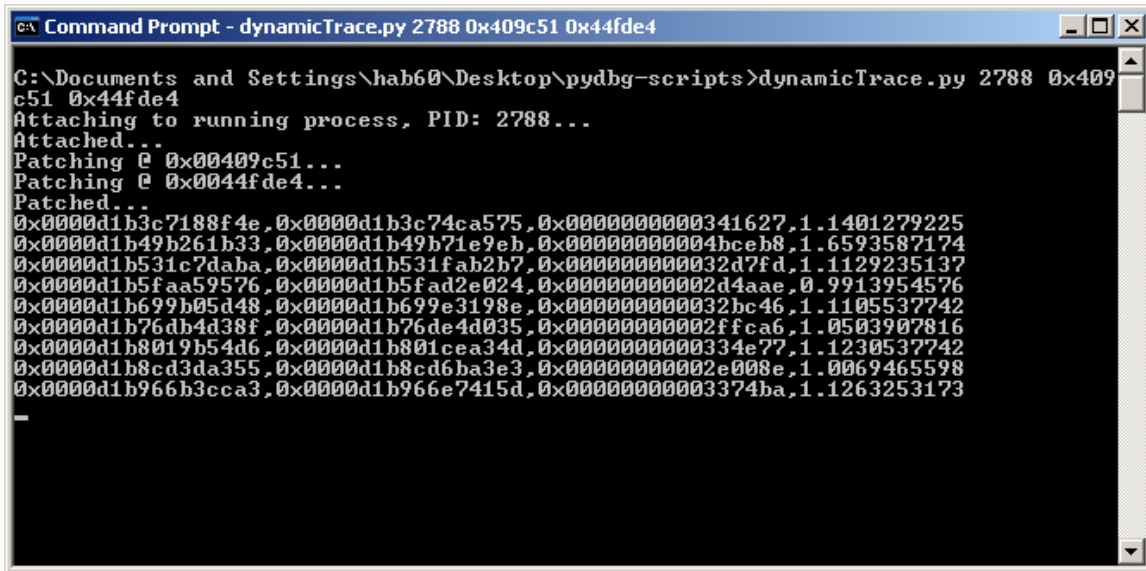 Command Prompt - dynamicTrace.py 2788 0x409c51 0x44fde4
C:\Documents and Settings\hab60\Desktop\pydbg-scripts>dynamicTrace.py 2788 0x409
c51 0x44fde4
Attaching to running process, PID: 2788...
Attached...
Patching @ 0x00409c51...
Patching @ 0x0044fde4...
Patched...
0x0000d1b3c7188f4e,0x0000d1b3c74ca575,0x0000000000341627,1.1401279225
0x0000d1b49b261b33,0x0000d1b49b71e9eb,0x00000000004bceb8,1.6593587174
0x0000d1b531c7daba,0x0000d1b531fab2b7,0x000000000032d7fd,1.1129235137
0x0000d1b5faa59576,0x0000d1b5fad2e024,0x00000000002d4aae,0.9913954576
0x0000d1b699b05d48,0x0000d1b699e3198e,0x000000000032bc46,1.1105537742
0x0000d1b76db4d38f,0x0000d1b76de4d035,0x00000000002ffca6,1.0503907816
0x0000d1b8019b54d6,0x0000d1b801cea34d,0x0000000000334e77,1.1230537742
0x0000d1b8cd3da355,0x0000d1b8cd6ba3e3,0x00000000002e008e,1.0069465598
0x0000d1b966b3cca3,0x0000d1b966e7415d,0x00000000003374ba,1.1263253173